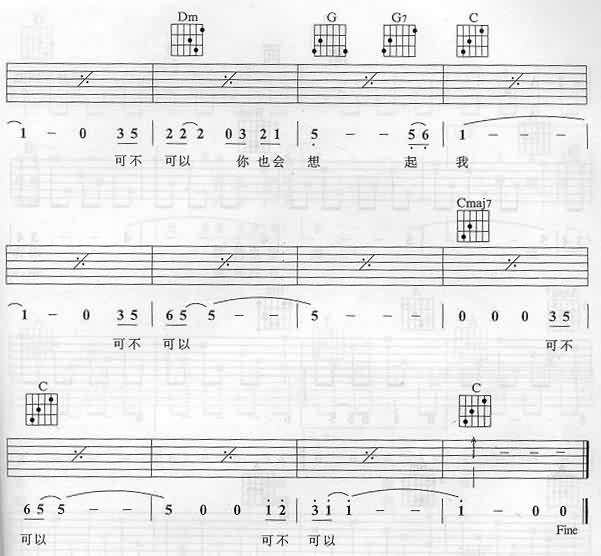 Dm G G7 C
1 – 0 3 5 | 2 2 2 0 3 2 1 | 5 – – 5 6 | 1 – – –
可不 可以 你也会 想 起 我
Cmaj7
1 – 0 3 5 | 6 5 5 – – | 5 – – – | 0 0 0 3 5
可不 可以 可不
C C
6 5 5 – – | 5 0 0 1 2 | 3 1 1 – – | 1 – 0 0
可以 可不 可以
Fine